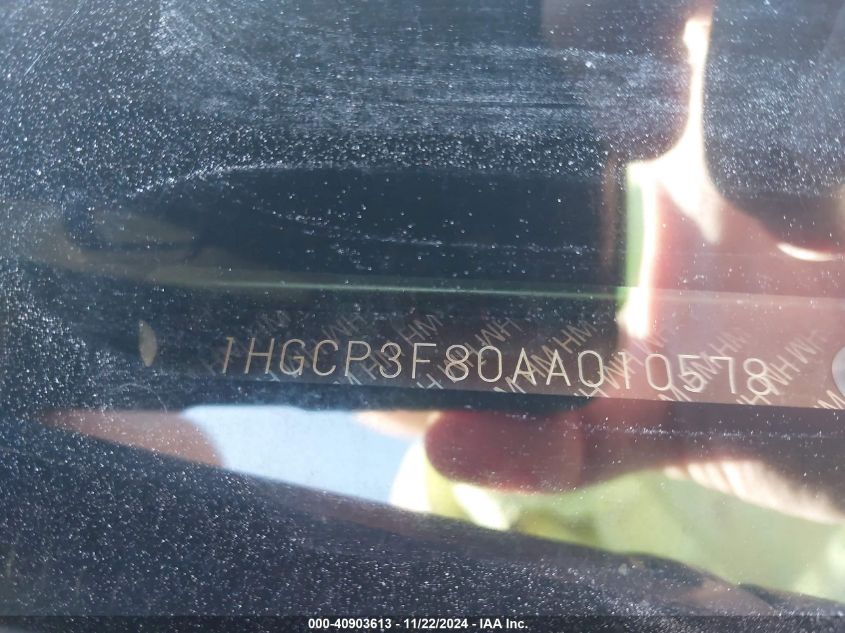 1HGCP3F80AA010578
000-40903613 - 11/22/2024 - IAA Inc.